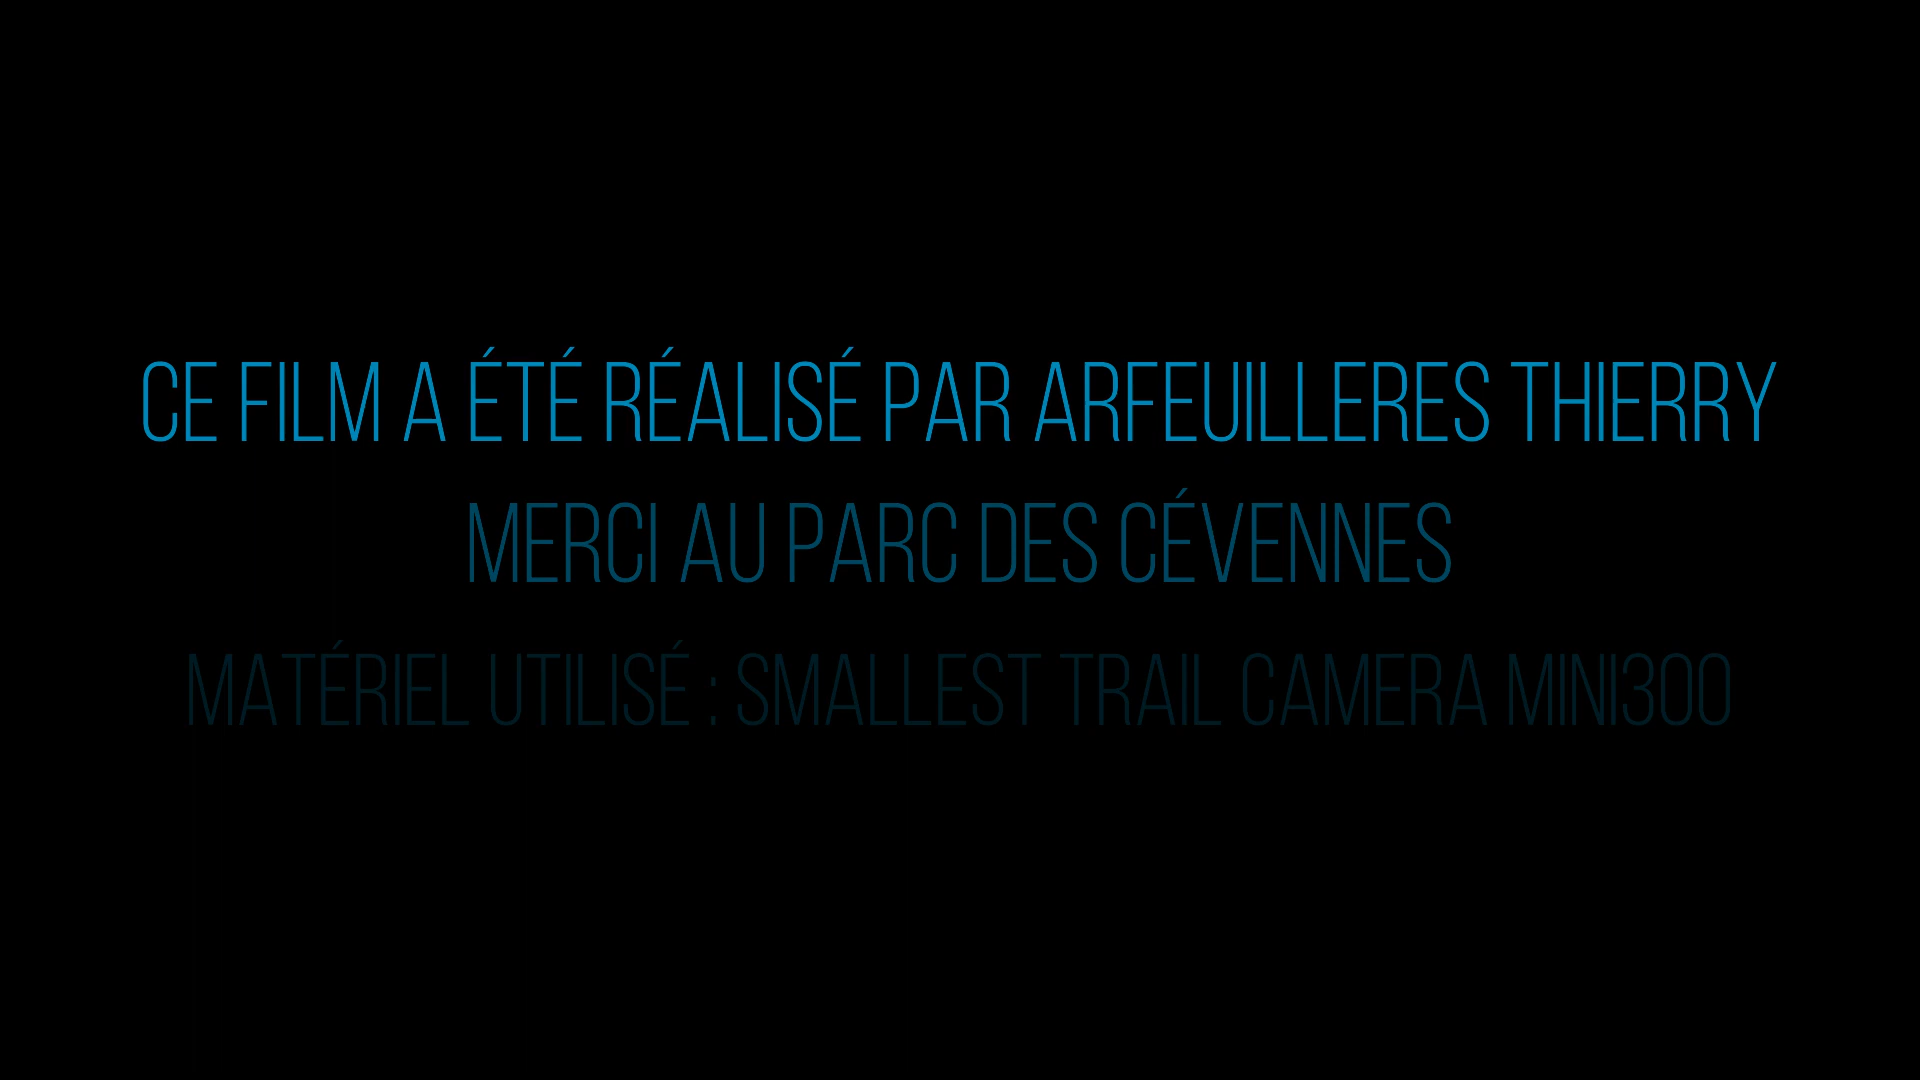 CE FILM A ÉTÉ RÉALISÉ PAR ARFEUILLERES THIERRY
MERCI AU PARC DES CÉVENNES
MATÉRIEL UTILISÉ : SMALLEST TRAIL CAMERA MINI300